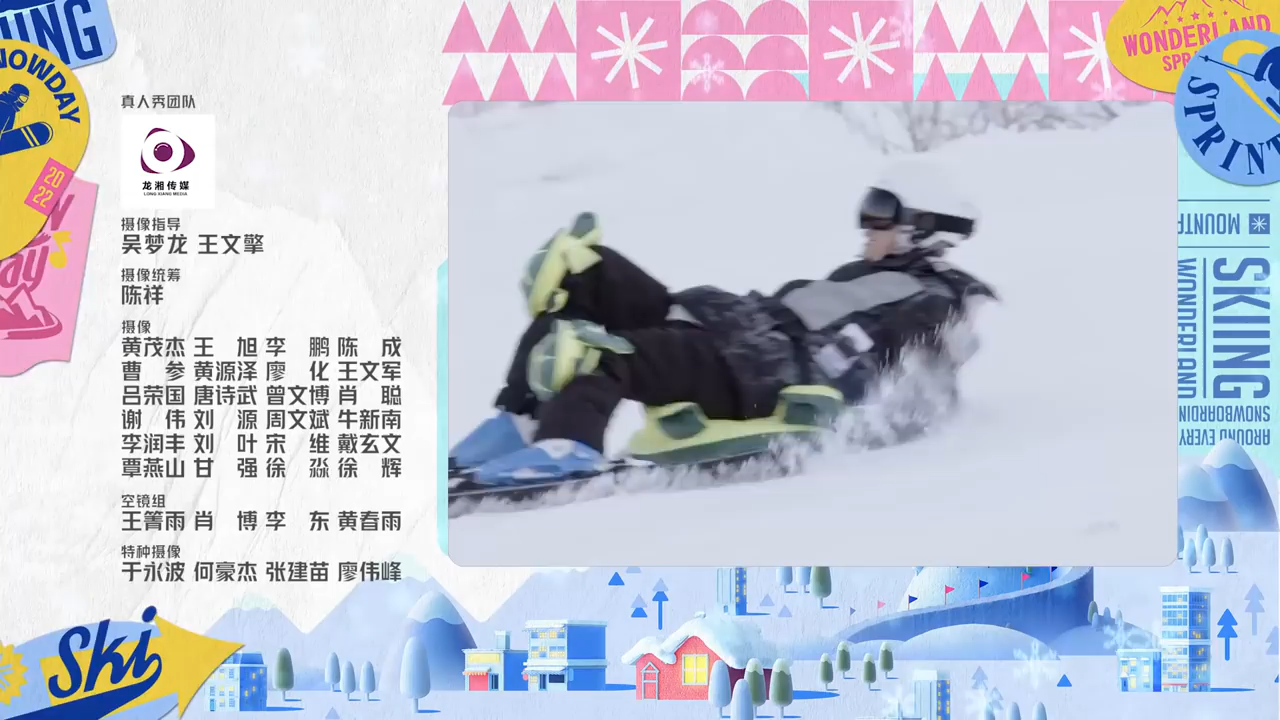 SKIING
SNOWDAY
2022
真人秀团队
龙湘传媒
LONG XIANG MEDIA
摄像指导
吴梦龙 王文擎
摄像统筹
陈祥
摄像
黄茂杰 王 旭 李 鹏 陈 成
曹 参 黄源泽 廖 化 王文军
吕荣国 唐诗武 曾文博 肖 聪
谢 伟 刘 源 周文斌 牛新南
李润丰 刘 叶 宋 维 戴玄文
覃燕山 甘 强 徐 淼 徐 辉
空镜组
王箐雨 肖 博 李 东 黄春雨
特种摄像
于永波 何豪杰 张建苗 廖伟峰
Ski
WONDERLAND
SPRINT
SKIING
WONDERLAND
AROUND EVERY